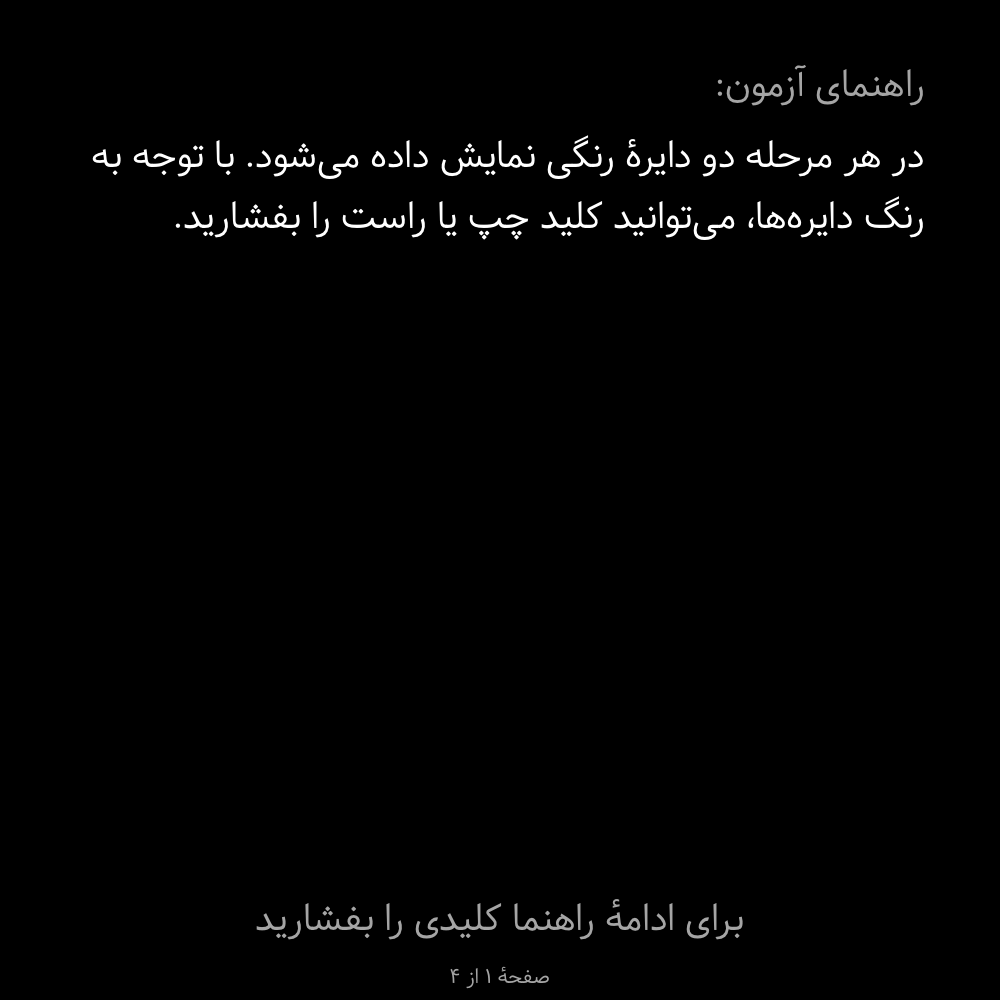 راهنمای آزمون:
در هر مرحله دو دایرهٔ رنگی نمایش داده می‌شود. با توجه به
رنگ دایره‌ها، می‌توانید کلید چپ یا راست را بفشارید.
برای ادامهٔ راهنما کلیدی را بفشارید
صفحهٔ ۱ از ۴